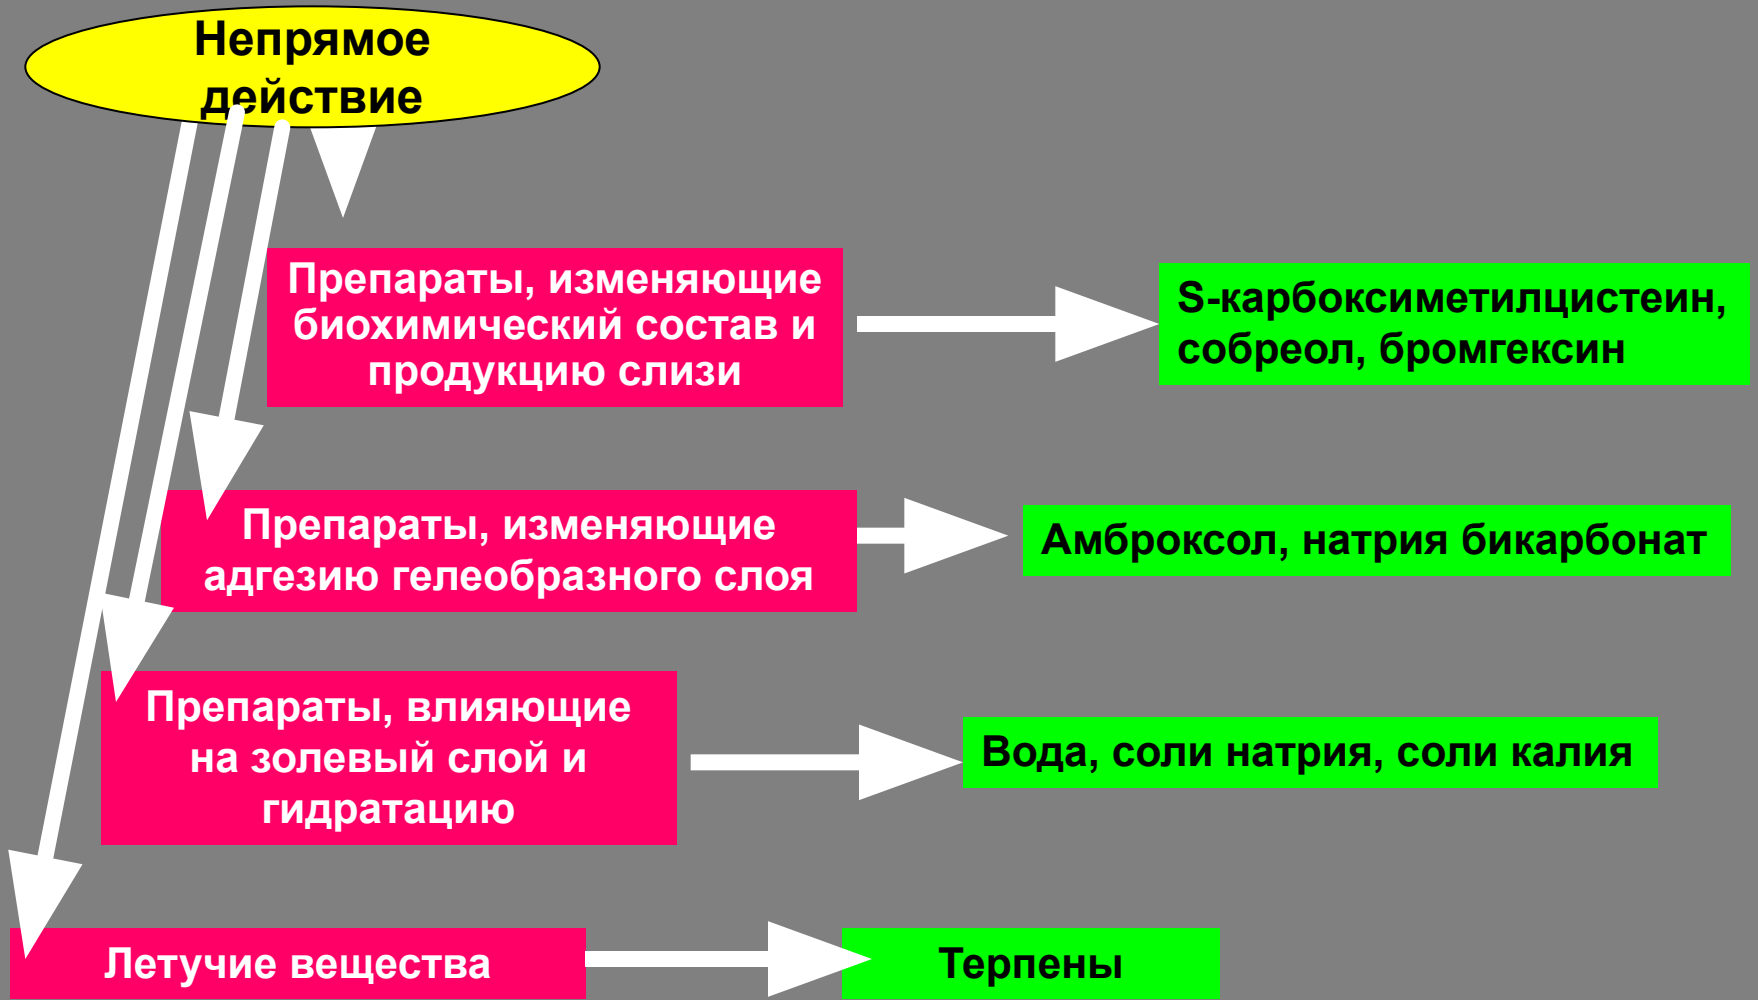 Непрямое
действие
Препараты, изменяющие
биохимический состав и
продукцию слизи
S-карбоксиметилцистеин,
собреол, бромгексин
Препараты, изменяющие
адгезию гелеобразного слоя
Амброксол, натрия бикарбонат
Препараты, влияющие
на золевый слой и
гидратацию
Вода, соли натрия, соли калия
Летучие вещества
Терпены